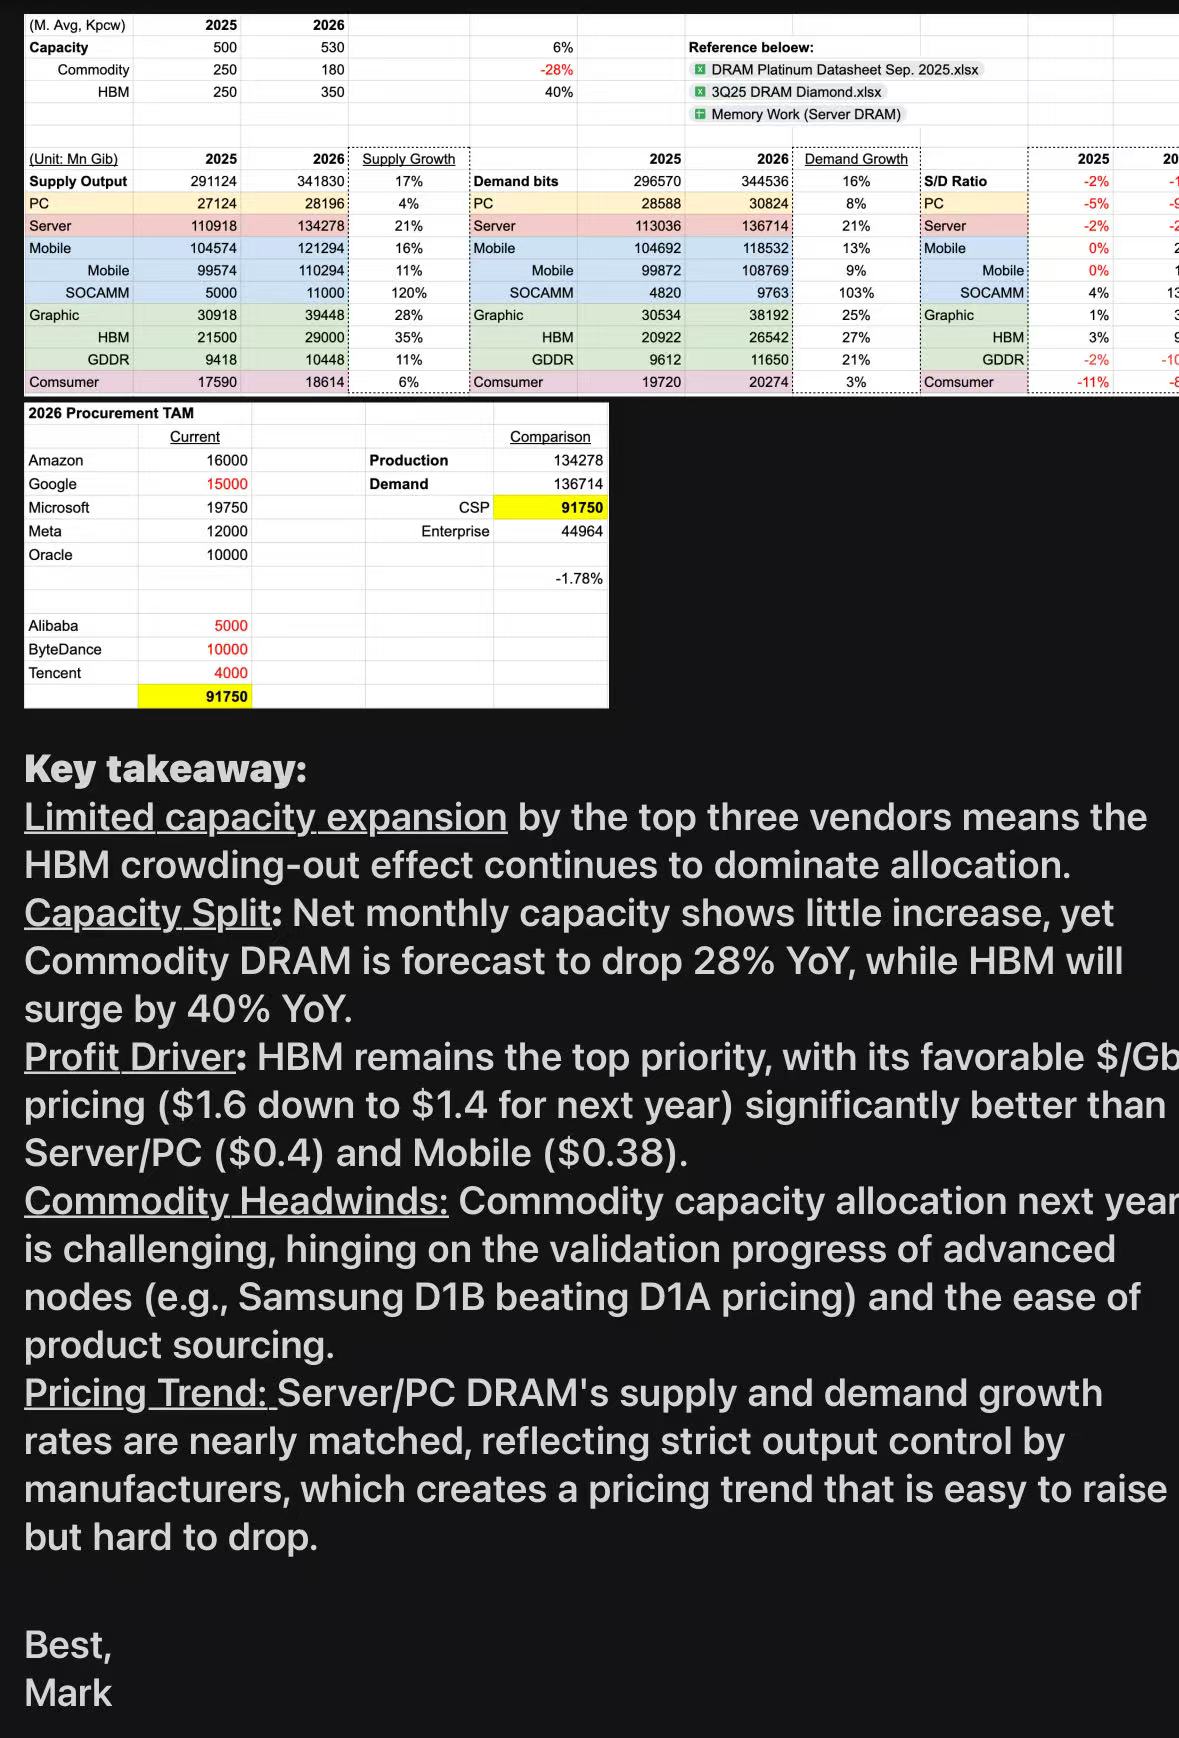 (M. Avg, Kpcw) 2025 2026
Capacity 500 530 6% Reference beloew:
Commodity 250 180 -28% DRAM Platinum Datasheet Sep. 2025.xlsx
HBM 250 350 40% 3Q25 DRAM Diamond.xlsx
Memory Work (Server DRAM)
(Unit: Mn Gib) 2025 2026 Supply Growth 2025 2026 Demand Growth 2025 20
Supply Output 291124 341830 17% Demand bits 296570 344536 16% S/D Ratio -2% -1
PC 27124 28196 4% PC 28588 30824 8% PC -5% -9
Server 110918 134278 21% Server 113036 136714 21% Server -2% -2
Mobile 104574 121294 16% Mobile 104692 118532 13% Mobile 0% 2
Mobile 99574 110294 11% Mobile 99872 108769 9% Mobile 0% 1
SOCAMM 5000 11000 120% SOCAMM 4820 9763 103% SOCAMM 4% 13
Graphic 30918 39448 28% Graphic 30534 38192 25% Graphic 1% 3
HBM 21500 29000 35% HBM 20922 26542 27% HBM 3% 9
GDDR 9418 10448 11% GDDR 9612 11650 21% GDDR -2% -10
Comsumer 17590 18614 6% Comsumer 19720 20274 3% Comsumer -11% -8
2026 Procurement TAM
Current Comparison
Amazon 16000 Production 134278
Google 15000 Demand 136714
Microsoft 19750 CSP 91750
Meta 12000 Enterprise 44964
Oracle 10000
-1.78%
Alibaba 5000
ByteDance 10000
Tencent 4000
91750
Key takeaway:
Limited capacity expansion by the top three vendors means the
HBM crowding-out effect continues to dominate allocation.
Capacity Split: Net monthly capacity shows little increase, yet
Commodity DRAM is forecast to drop 28% YoY, while HBM will
surge by 40% YoY.
Profit Driver: HBM remains the top priority, with its favorable $/Gb
pricing ($1.6 down to $1.4 for next year) significantly better than
Server/PC ($0.4) and Mobile ($0.38).
Commodity Headwinds: Commodity capacity allocation next year
is challenging, hinging on the validation progress of advanced
nodes (e.g., Samsung D1B beating D1A pricing) and the ease of
product sourcing.
Pricing Trend: Server/PC DRAM's supply and demand growth
rates are nearly matched, reflecting strict output control by
manufacturers, which creates a pricing trend that is easy to raise
but hard to drop.
Best,
Mark